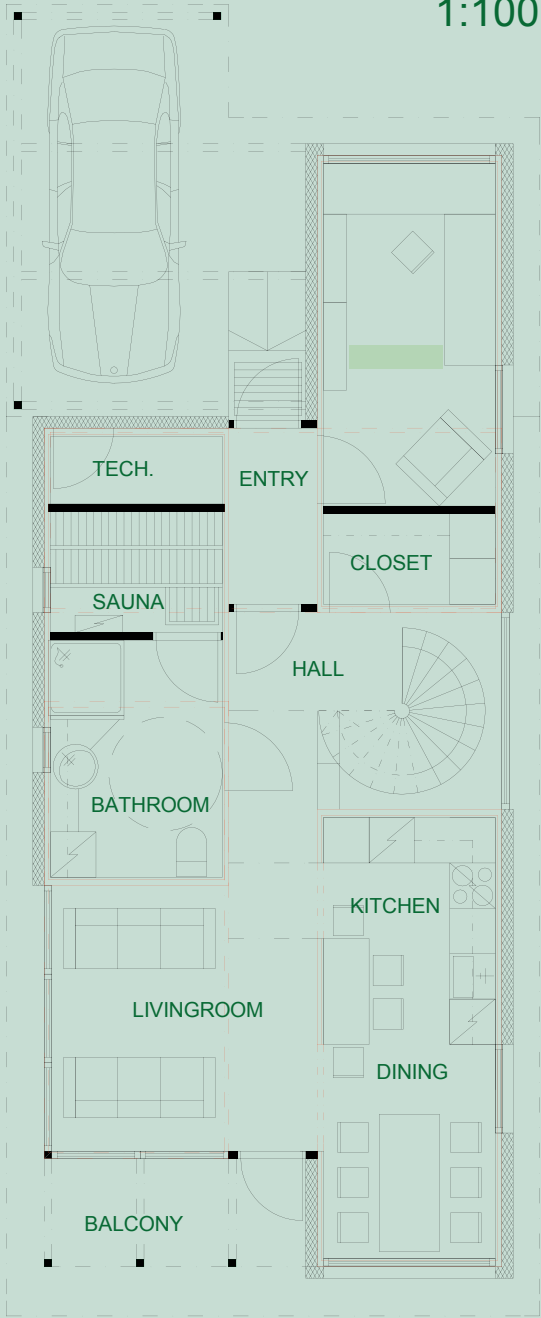 1:100
TECH.
ENTRY
CLOSET
SAUNA
HALL
BATHROOM
KITCHEN
LIVINGROOM
DINING
BALCONY